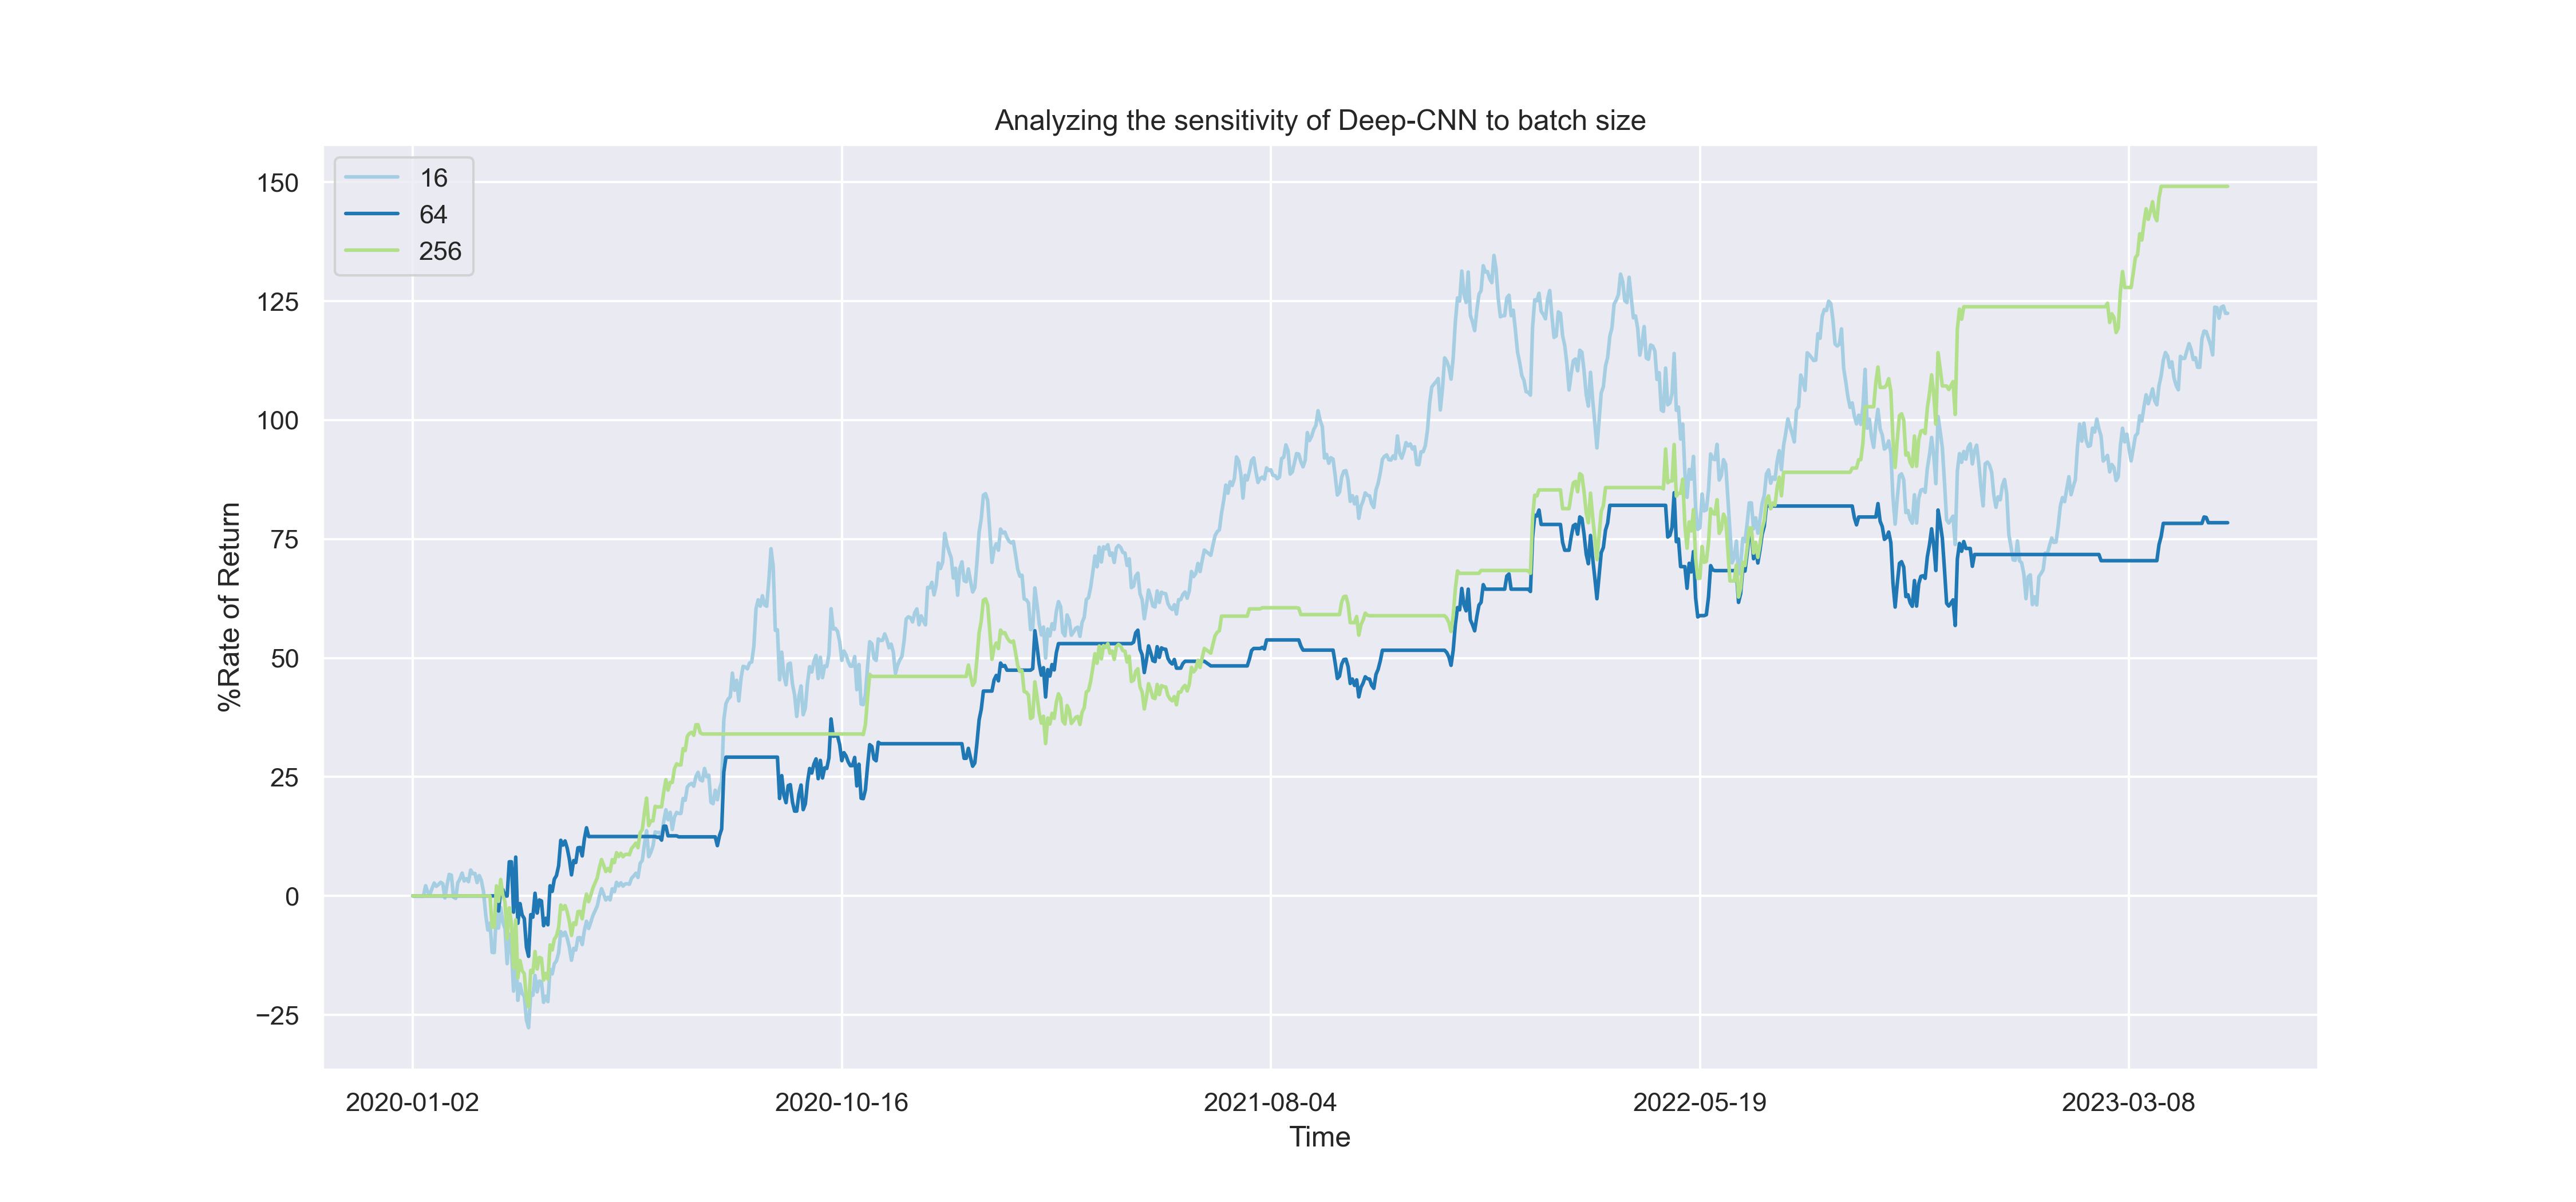 Analyzing the sensitivity of Deep-CNN to batch size
16
64
256
150
125
100
75
50
25
0
−25
%Rate of Return
2020-01-02 2020-10-16 2021-08-04 2022-05-19 2023-03-08
Time